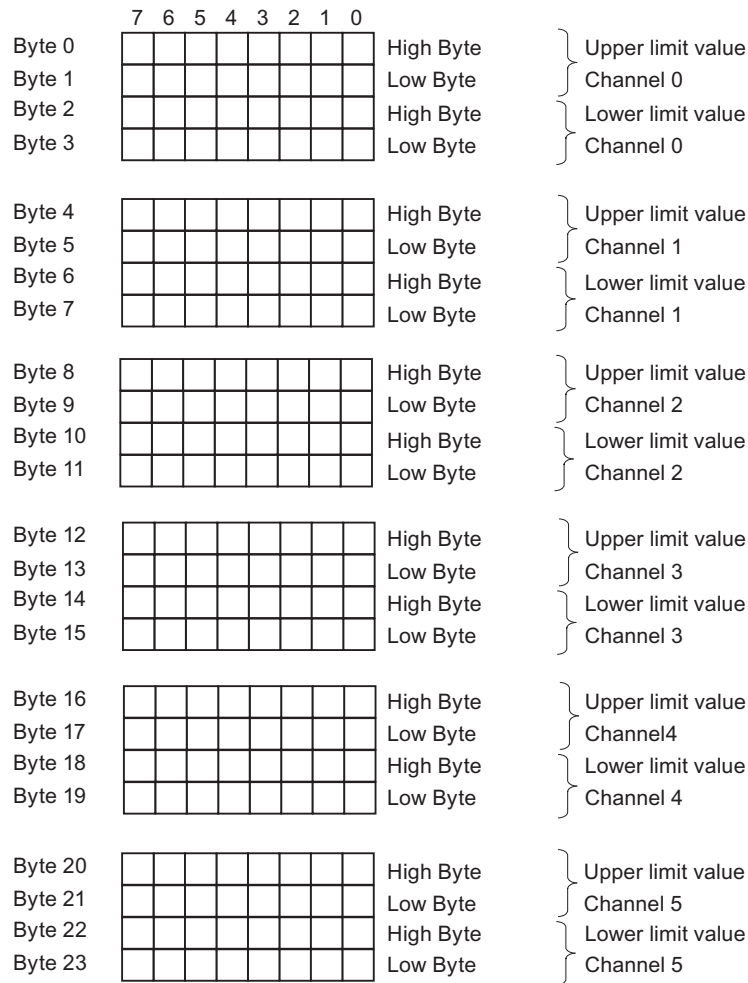 7 6 5 4 3 2 1 0
Byte 0 High Byte Upper limit value
Byte 1 Low Byte Channel 0
Byte 2 High Byte Lower limit value
Byte 3 Low Byte Channel 0
Byte 4 High Byte Upper limit value
Byte 5 Low Byte Channel 1
Byte 6 High Byte Lower limit value
Byte 7 Low Byte Channel 1
Byte 8 High Byte Upper limit value
Byte 9 Low Byte Channel 2
Byte 10 High Byte Lower limit value
Byte 11 Low Byte Channel 2
Byte 12 High Byte Upper limit value
Byte 13 Low Byte Channel 3
Byte 14 High Byte Lower limit value
Byte 15 Low Byte Channel 3
Byte 16 High Byte Upper limit value
Byte 17 Low Byte Channel4
Byte 18 High Byte Lower limit value
Byte 19 Low Byte Channel 4
Byte 20 High Byte Upper limit value
Byte 21 Low Byte Channel 5
Byte 22 High Byte Lower limit value
Byte 23 Low Byte Channel 5